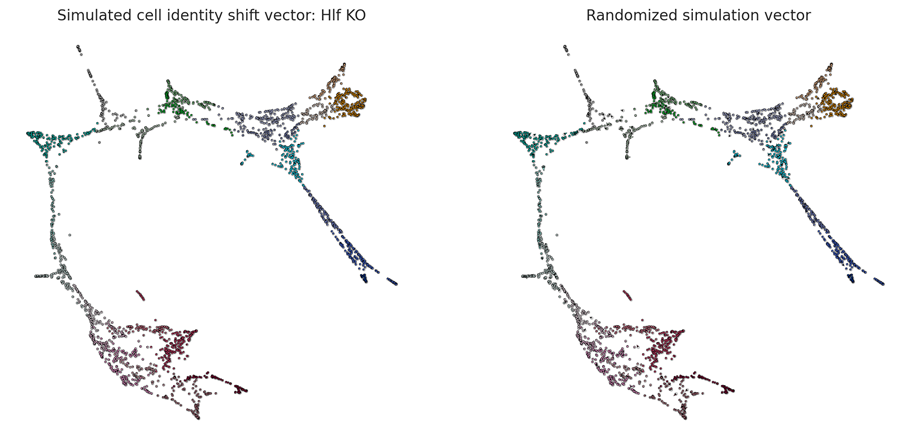 Simulated cell identity shift vector: Hlf KO
Randomized simulation vector